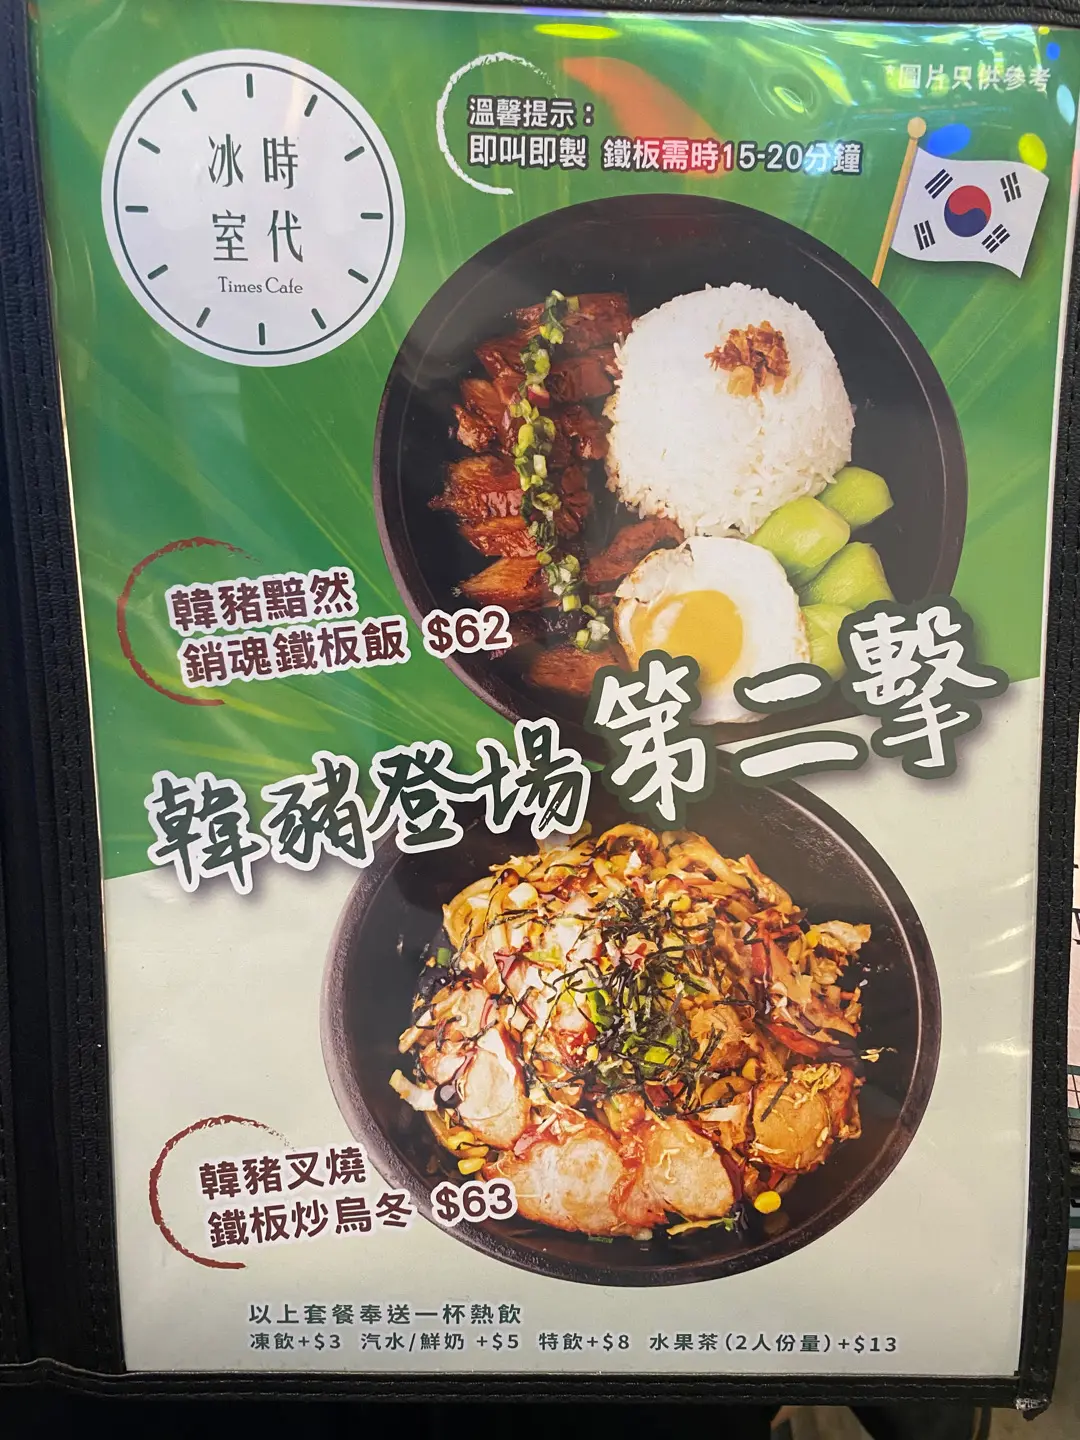 *圖片只供參考
溫馨提示：
即叫即製 鐵板需時15-20分鐘
冰室
時代
Times Cafe
韓豬黯然
銷魂鐵板飯 $62
韓豬登場第二擊
韓豬叉燒
鐵板炒烏冬 $63
以上套餐奉送一杯熱飲
凍飲+$3 汽水/鮮奶 +$5 特飲+$8 水果茶(2人份量)+$13